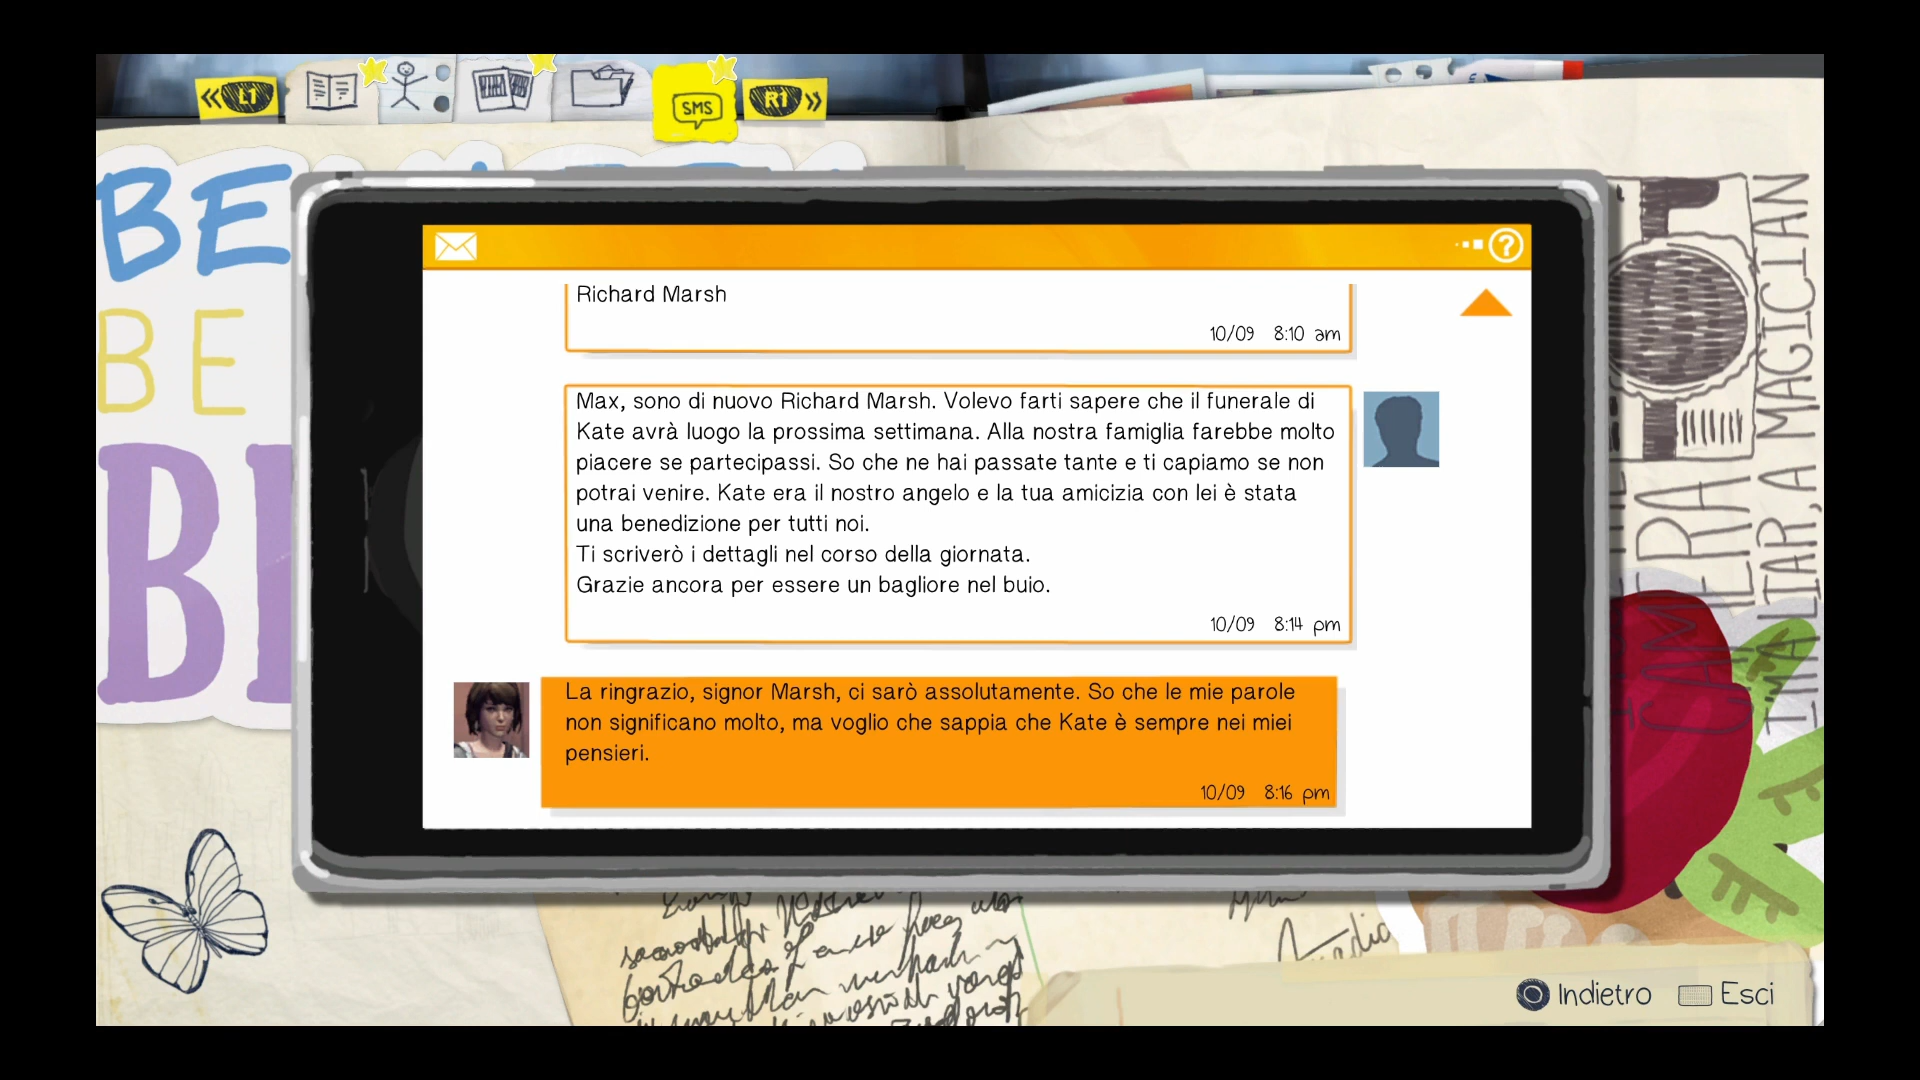 L1
SMS
R1
BE
BE
Richard Marsh
10/09 8:10 am
Max, sono di nuovo Richard Marsh. Volevo farti sapere che il funerale di
Kate avrà luogo la prossima settimana. Alla nostra famiglia farebbe molto
piacere se partecipassi. So che ne hai passate tante e ti capiamo se non
potrai venire. Kate era il nostro angelo e la tua amicizia con lei è stata
una benedizione per tutti noi.
Ti scriverò i dettagli nel corso della giornata.
Grazie ancora per essere un bagliore nel buio.
10/09 8:14 pm
La ringrazio, signor Marsh, ci sarò assolutamente. So che le mie parole
non significano molto, ma voglio che sappia che Kate è sempre nei miei
pensieri.
10/09 8:16 pm
CAMERA
LIAR, A MAGICIAN
Indietro
Esci